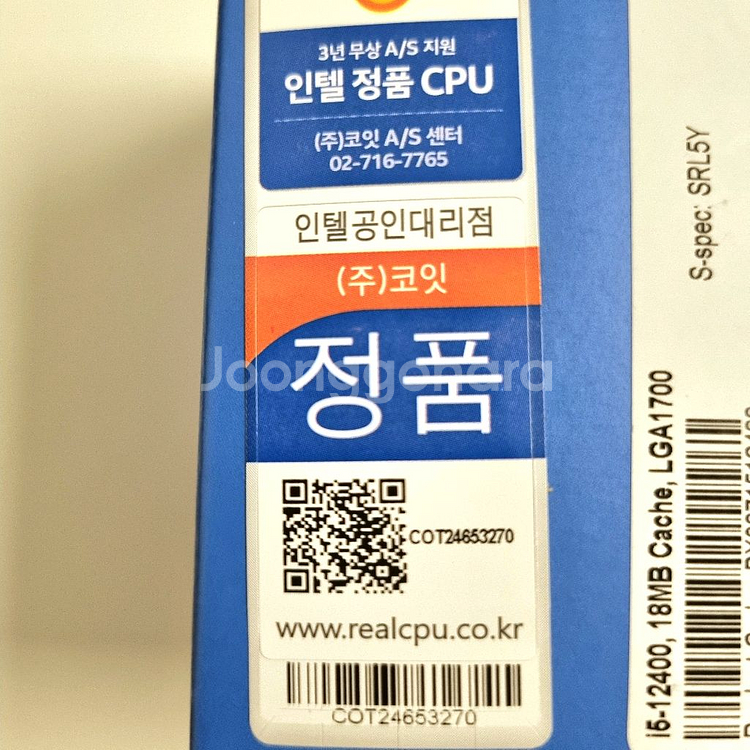 3년 무상 A/S 지원
인텔 정품 CPU
(주)코잇 A/S 센터
02-716-7765
인텔공인대리점
(주)코잇
정품
Joonggonara
COT24653270
www.realcpu.co.kr
COT24653270
S-spec: SRL5Y
i5-12400, 18MB Cache, LGA1700